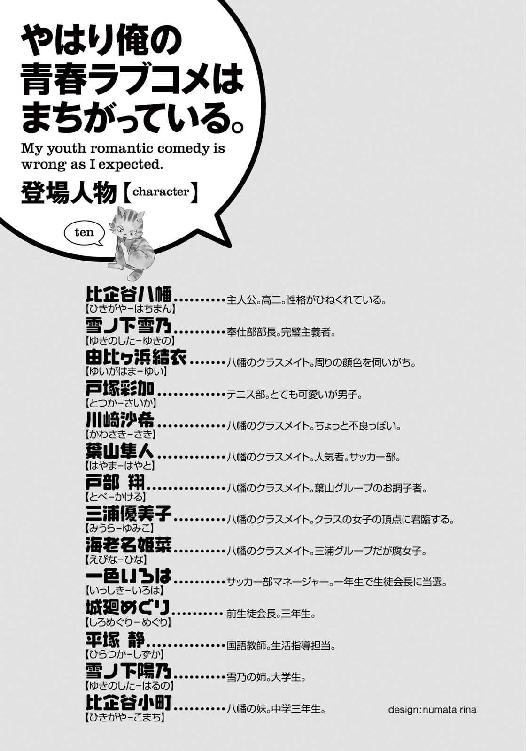 やはり俺の
青春ラブコメは
まちがっている。
My youth romantic comedy is
wrong as I expected.
登場人物【character】
ten
比企谷八幡..........主人公。高二。性格がひねくれている。
【ひきがや−はちまん】
雪ノ下雪乃..........奉仕部部長。完璧主義者。
【ゆきのした−ゆきの】
由比ヶ浜結衣.......八幡のクラスメイト。周りの顔色を伺いがち。
【ゆいがはま−ゆい】
戸塚彩加.............テニス部。とても可愛いが男子。
【とつか−さいか】
川﨑沙希.............八幡のクラスメイト。ちょっと不良っぽい。
【かわさき−さき】
葉山隼人.............八幡のクラスメイト。人気者。サッカー部。
【はやま−はやと】
戸部 翔...............八幡のクラスメイト。葉山グループのお調子者。
【とべ−かける】
三浦優美子..........八幡のクラスメイト。クラスの女子の頂点に君臨する。
【みうら−ゆみこ】
海老名姫菜..........八幡のクラスメイト。三浦グループだが腐女子。
【えびな−ひな】
一色いろは..........サッカー部マネージャー。一年生で生徒会長に当選。
【いっしき−いろは】
城廻めぐり..........前生徒会長。三年生。
【しろめぐり−めぐり】
平塚 静...............国語教師。生活指導担当。
【ひらつか−しずか】
雪ノ下陽乃..........雪乃の姉。大学生。
【ゆきのした−はるの】
比企谷小町..........八幡の妹。中学三年生。
【ひきがや−こまち】
design:numata rina